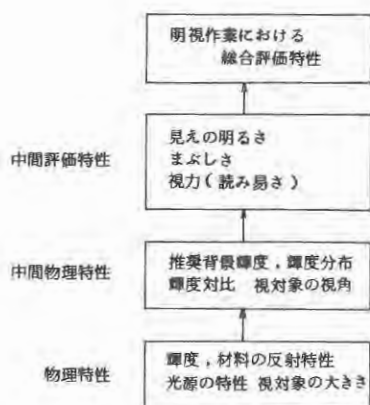 明視作業における
総合評価特性
中間評価特性
見えの明るさ
まぶしさ
視力(読み易さ)
中間物理特性
推奨背景輝度，輝度分布
輝度対比 視対象の視角
物理特性
輝度，材料の反射特性
光源の特性 視対象の大きさ